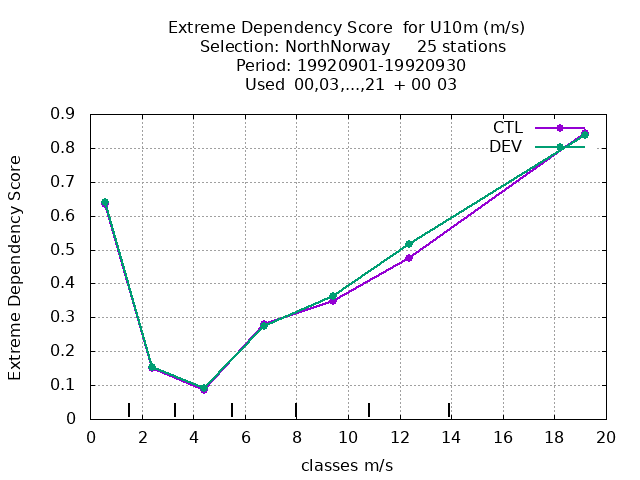 Extreme Dependency Score  for U10m (m/s)
Selection: NorthNorway     25 stations
Period: 19920901-19920930
Used  00,03,...,21  + 00 03
CTL
DEV
Extreme Dependency Score
0.9
0.8
0.7
0.6
0.5
0.4
0.3
0.2
0.1
0
0 2 4 6 8 10 12 14 16 18 20
classes m/s